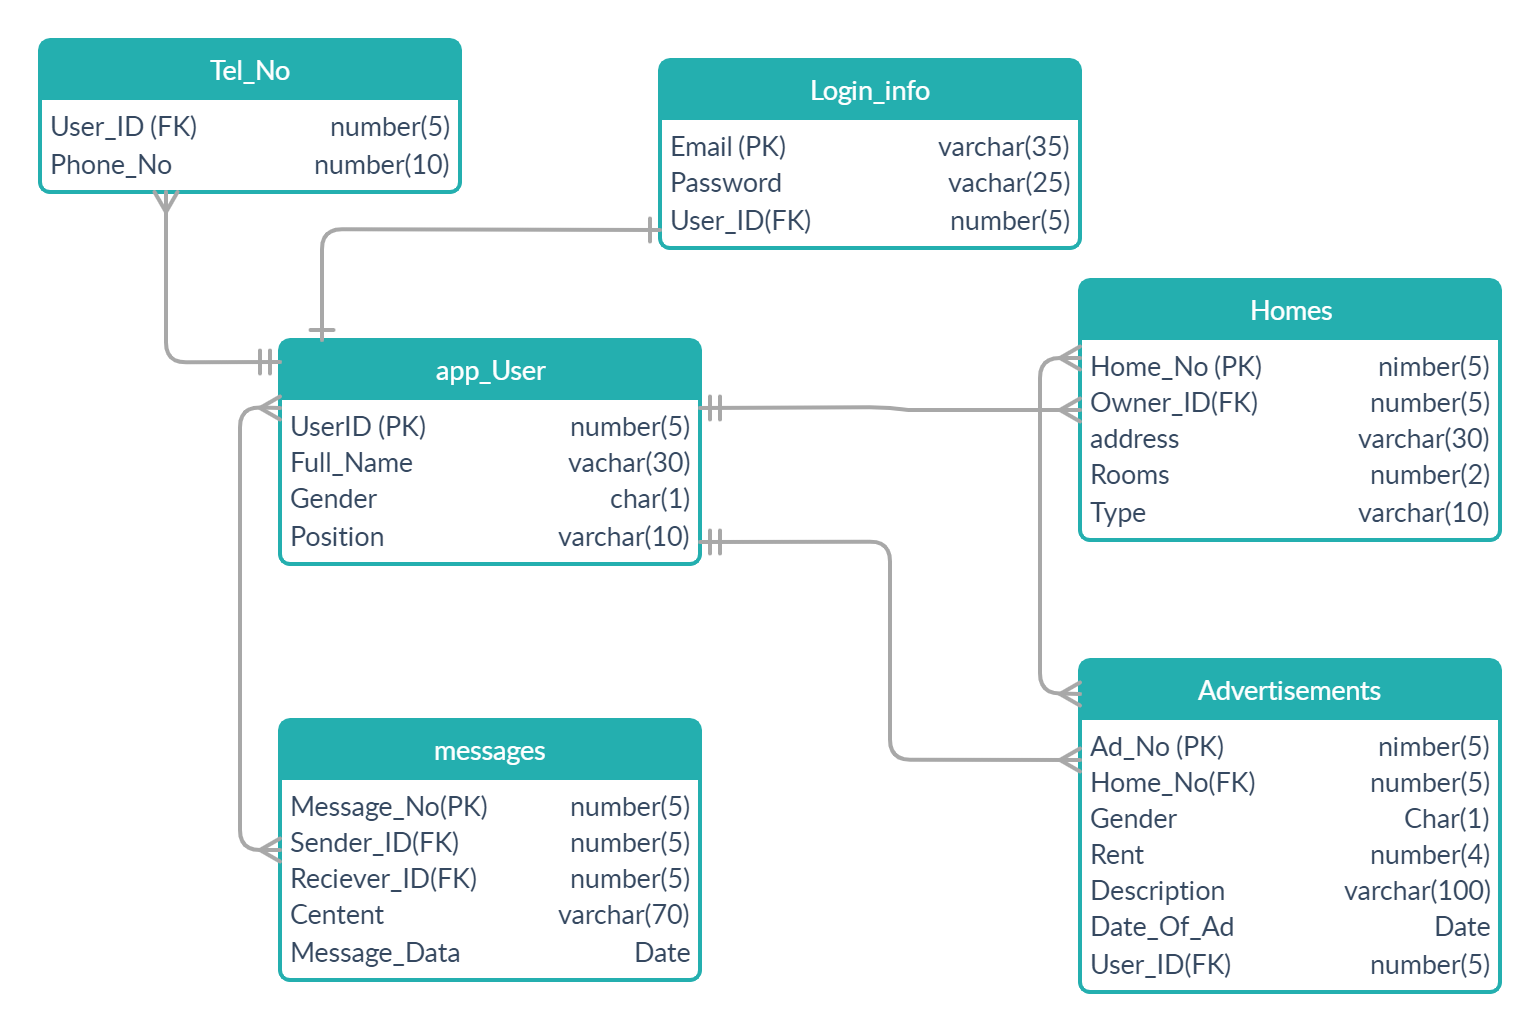 Tel_No
User_ID (FK) number(5)
Phone_No number(10)
Login_info
Email (PK) varchar(35)
Password vachar(25)
User_ID(FK) number(5)
app_User
UserID (PK) number(5)
Full_Name vachar(30)
Gender char(1)
Position varchar(10)
Homes
Home_No (PK) nimber(5)
Owner_ID(FK) number(5)
address varchar(30)
Rooms number(2)
Type varchar(10)
messages
Message_No(PK) number(5)
Sender_ID(FK) number(5)
Reciever_ID(FK) number(5)
Centent varchar(70)
Message_Data Date
Advertisements
Ad_No (PK) nimber(5)
Home_No(FK) number(5)
Gender Char(1)
Rent number(4)
Description varchar(100)
Date_Of_Ad Date
User_ID(FK) number(5)